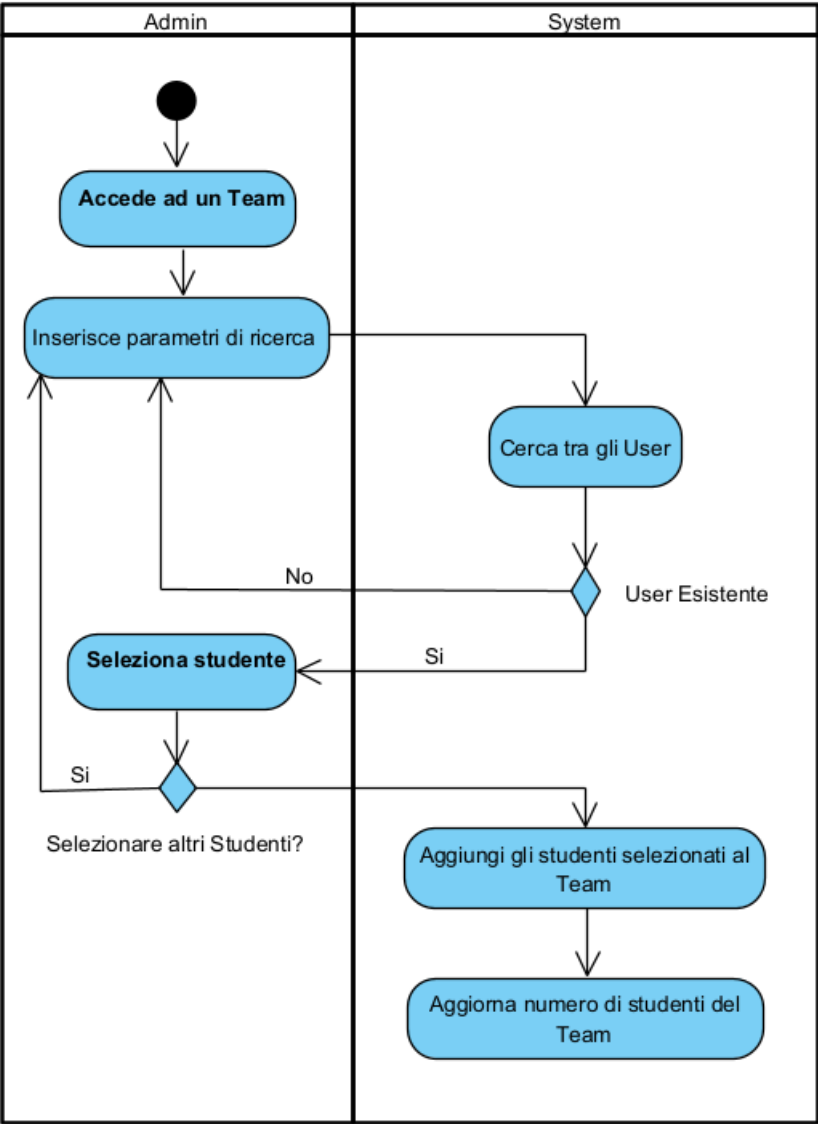 Admin
System
Accede ad un Team
Inserisce parametri di ricerca
Cerca tra gli User
No
User Esistente
Si
Seleziona studente
Si
Selezionare altri Studenti?
Aggiungi gli studenti selezionati al
Team
Aggiorna numero di studenti del
Team